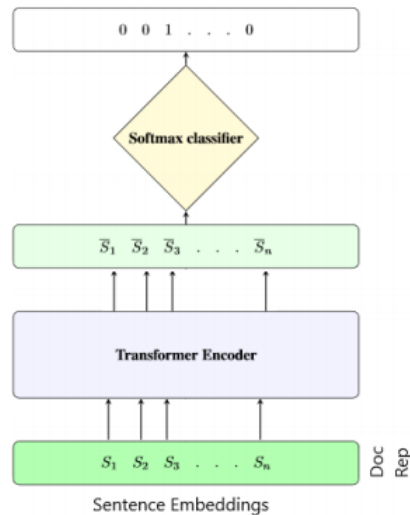 0 0 1 . . . 0
Softmax classifier
S̅₁ S̅₂ S̅₃ . . . S̅ₙ
Transformer Encoder
S₁ S₂ S₃ . . . Sₙ
Doc
Rep
Sentence Embeddings